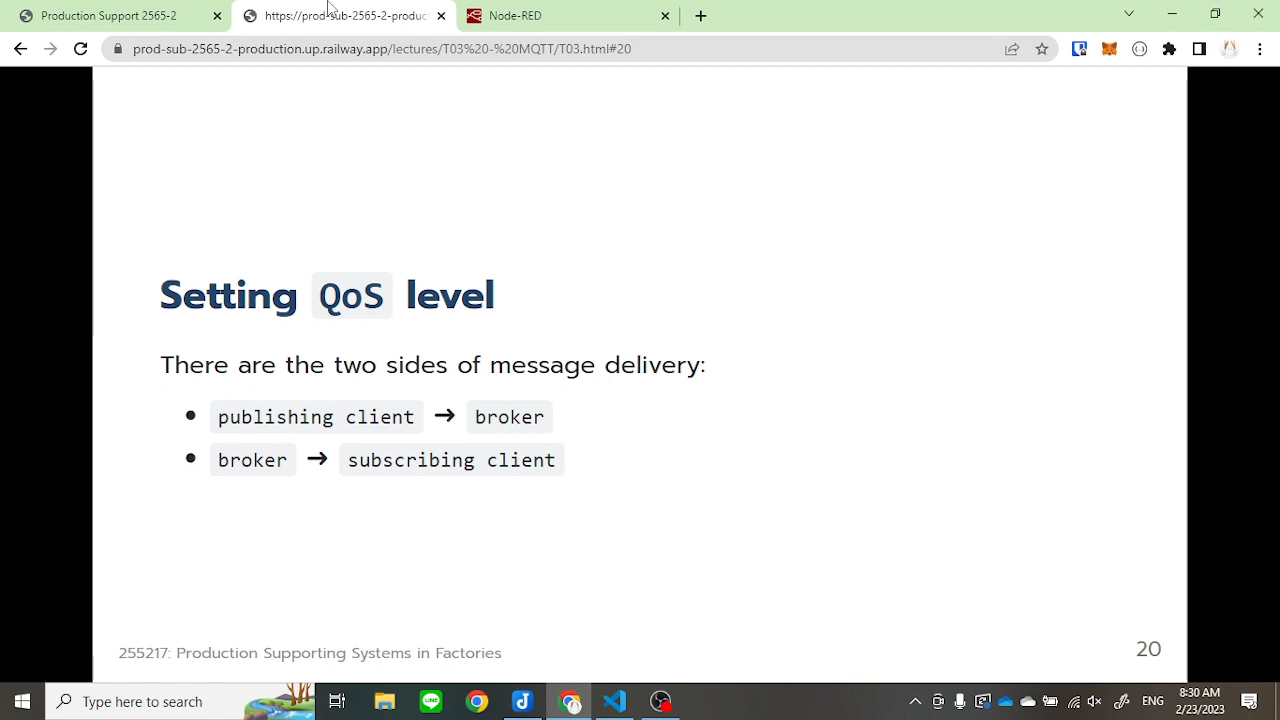 Production Support 2565-2
https://prod-sub-2565-2-produc
Node-RED
prod-sub-2565-2-production.up.railway.app/lectures/T03%20-%20MQTT/T03.html#20
Setting QoS level
There are the two sides of message delivery:
• publishing client → broker
• broker → subscribing client
255217: Production Supporting Systems in Factories
20
Type here to search
LINE
ENG
8:30 AM
2/23/2023